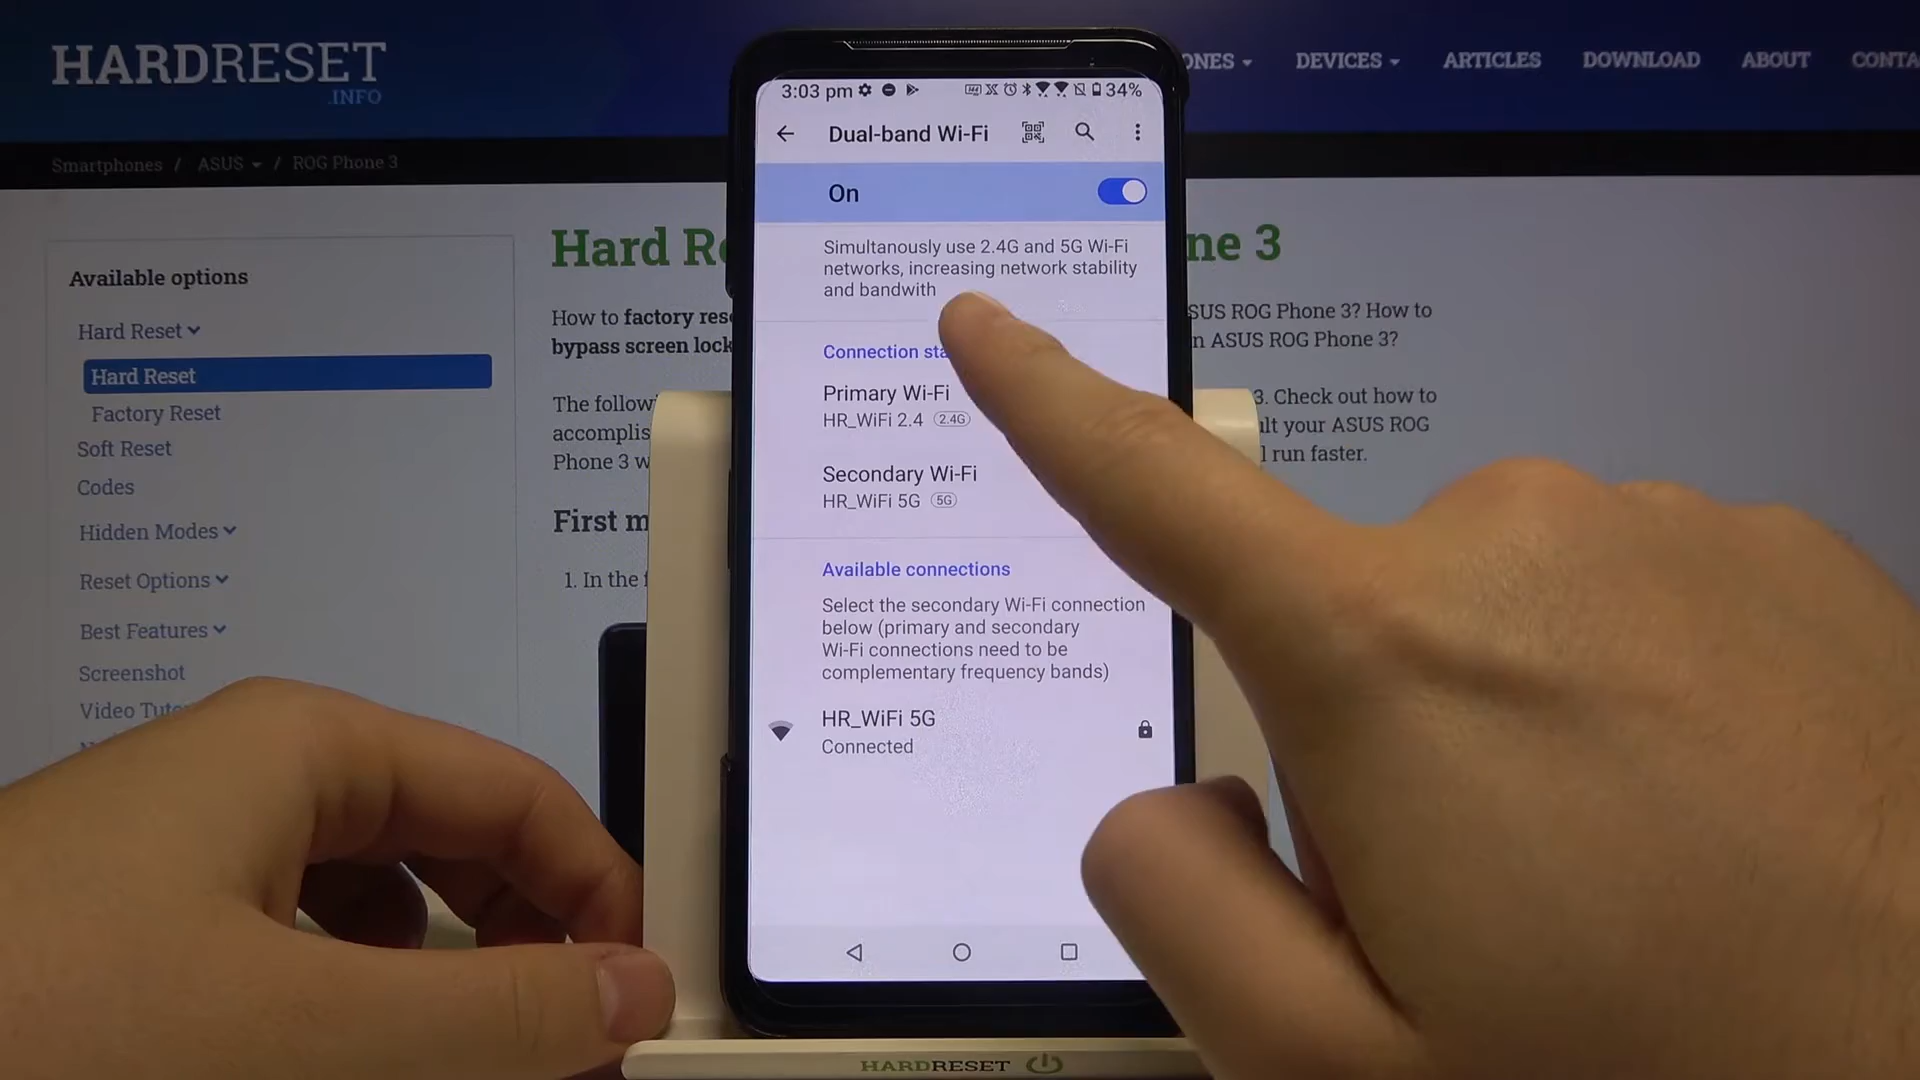 HARDRESET
.INFO
DEVICES
ARTICLES
DOWNLOAD
ABOUT
Smartphones / ASUS / ROG Phone 3
Available options
Hard Reset
Hard Reset
Factory Reset
Soft Reset
Codes
Hidden Modes
Reset Options
Best Features
Screenshot
How to factory
bypass screen lock
The
Phone 3
First
1. In the
ne 3
SUS ROG Phone 3? How to
n ASUS ROG Phone 3?
3. Check out how to
ult your ASUS ROG
run faster.
3:03 pm 34%
Dual-band Wi-Fi
On
Simultanously use 2.4G and 5G Wi-Fi
networks, increasing network stability
and bandwith
Connection
Primary Wi-Fi
HR_WiFi 2.4 2.4G
Secondary Wi-Fi
HR_WiFi 5G 5G
Available connections
Select the secondary Wi-Fi connection
below (primary and secondary
Wi-Fi connections need to be
complementary frequency bands)
HR_WiFi 5G
Connected
HARDRESET